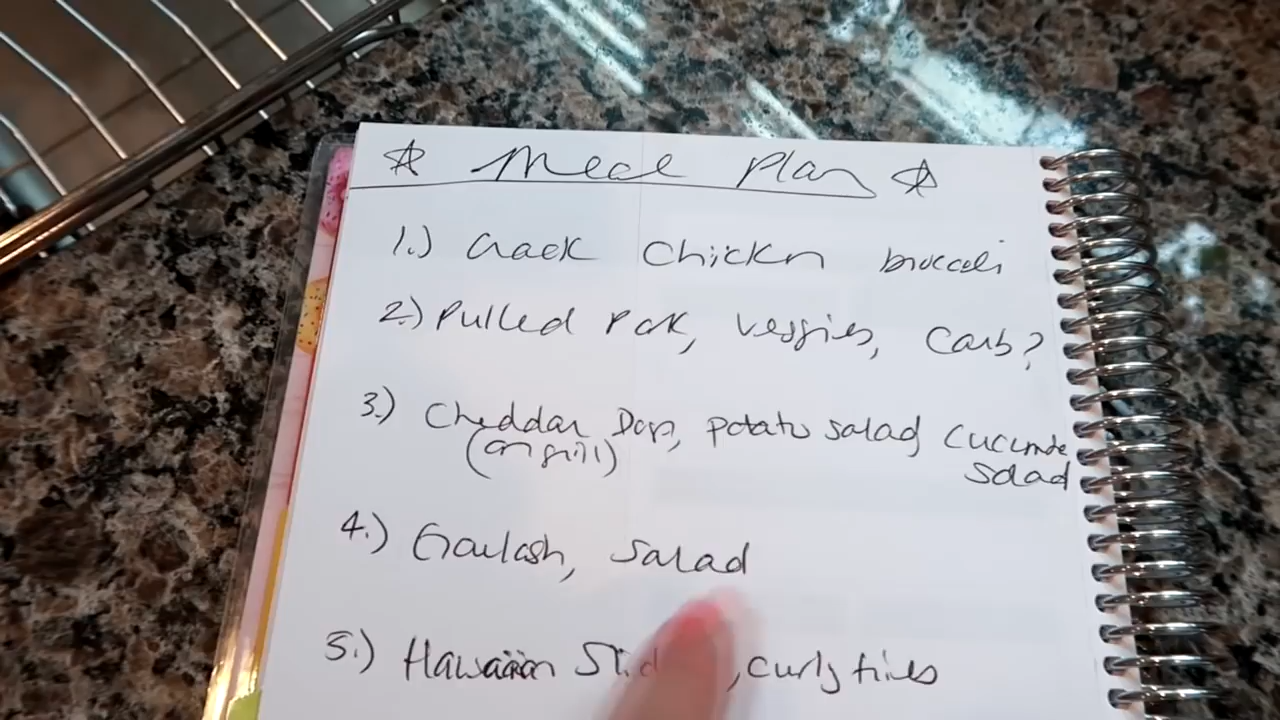 ☆ Meal Plan ☆
1.) Crack Chickn broccoli
2.) Pulled Pork, veggies, Carb?
3.) Cheddar Dogs, potato salad Cucumber
(on grill) salad
4.) Goulash, salad
5.) Hawaiian , curly fries